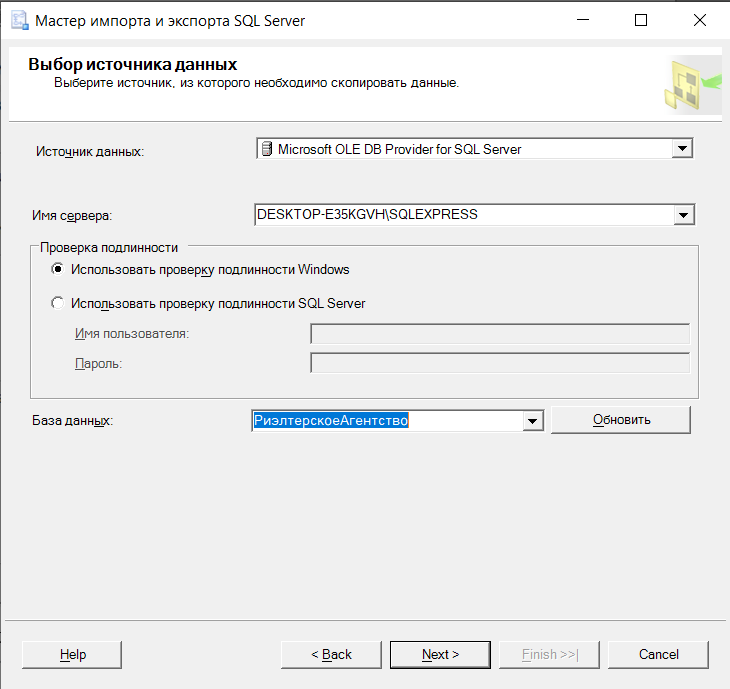 Мастер импорта и экспорта SQL Server
Выбор источника данных
Выберите источник, из которого необходимо скопировать данные.
Источник данных:
Microsoft OLE DB Provider for SQL Server
Имя сервера:
DESKTOP-E35KGVH\SQLEXPRESS
Проверка подлинности
Использовать проверку подлинности Windows
Использовать проверку подлинности SQL Server
Имя пользователя:
Пароль:
База данных:
РиэлтерскоеАгентство
Обновить
Help
< Back
Next >
Finish >>|
Cancel